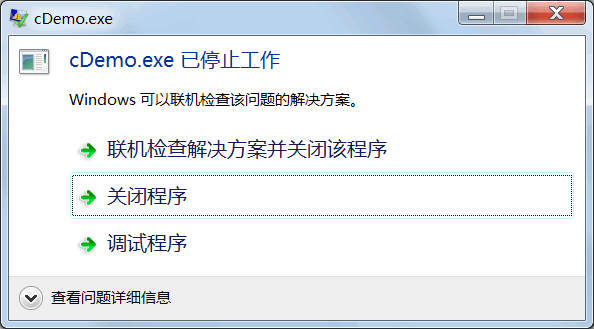 cDemo.exe
cDemo.exe 已停止工作
Windows 可以联机检查该问题的解决方案。
联机检查解决方案并关闭该程序
关闭程序
调试程序
查看问题详细信息